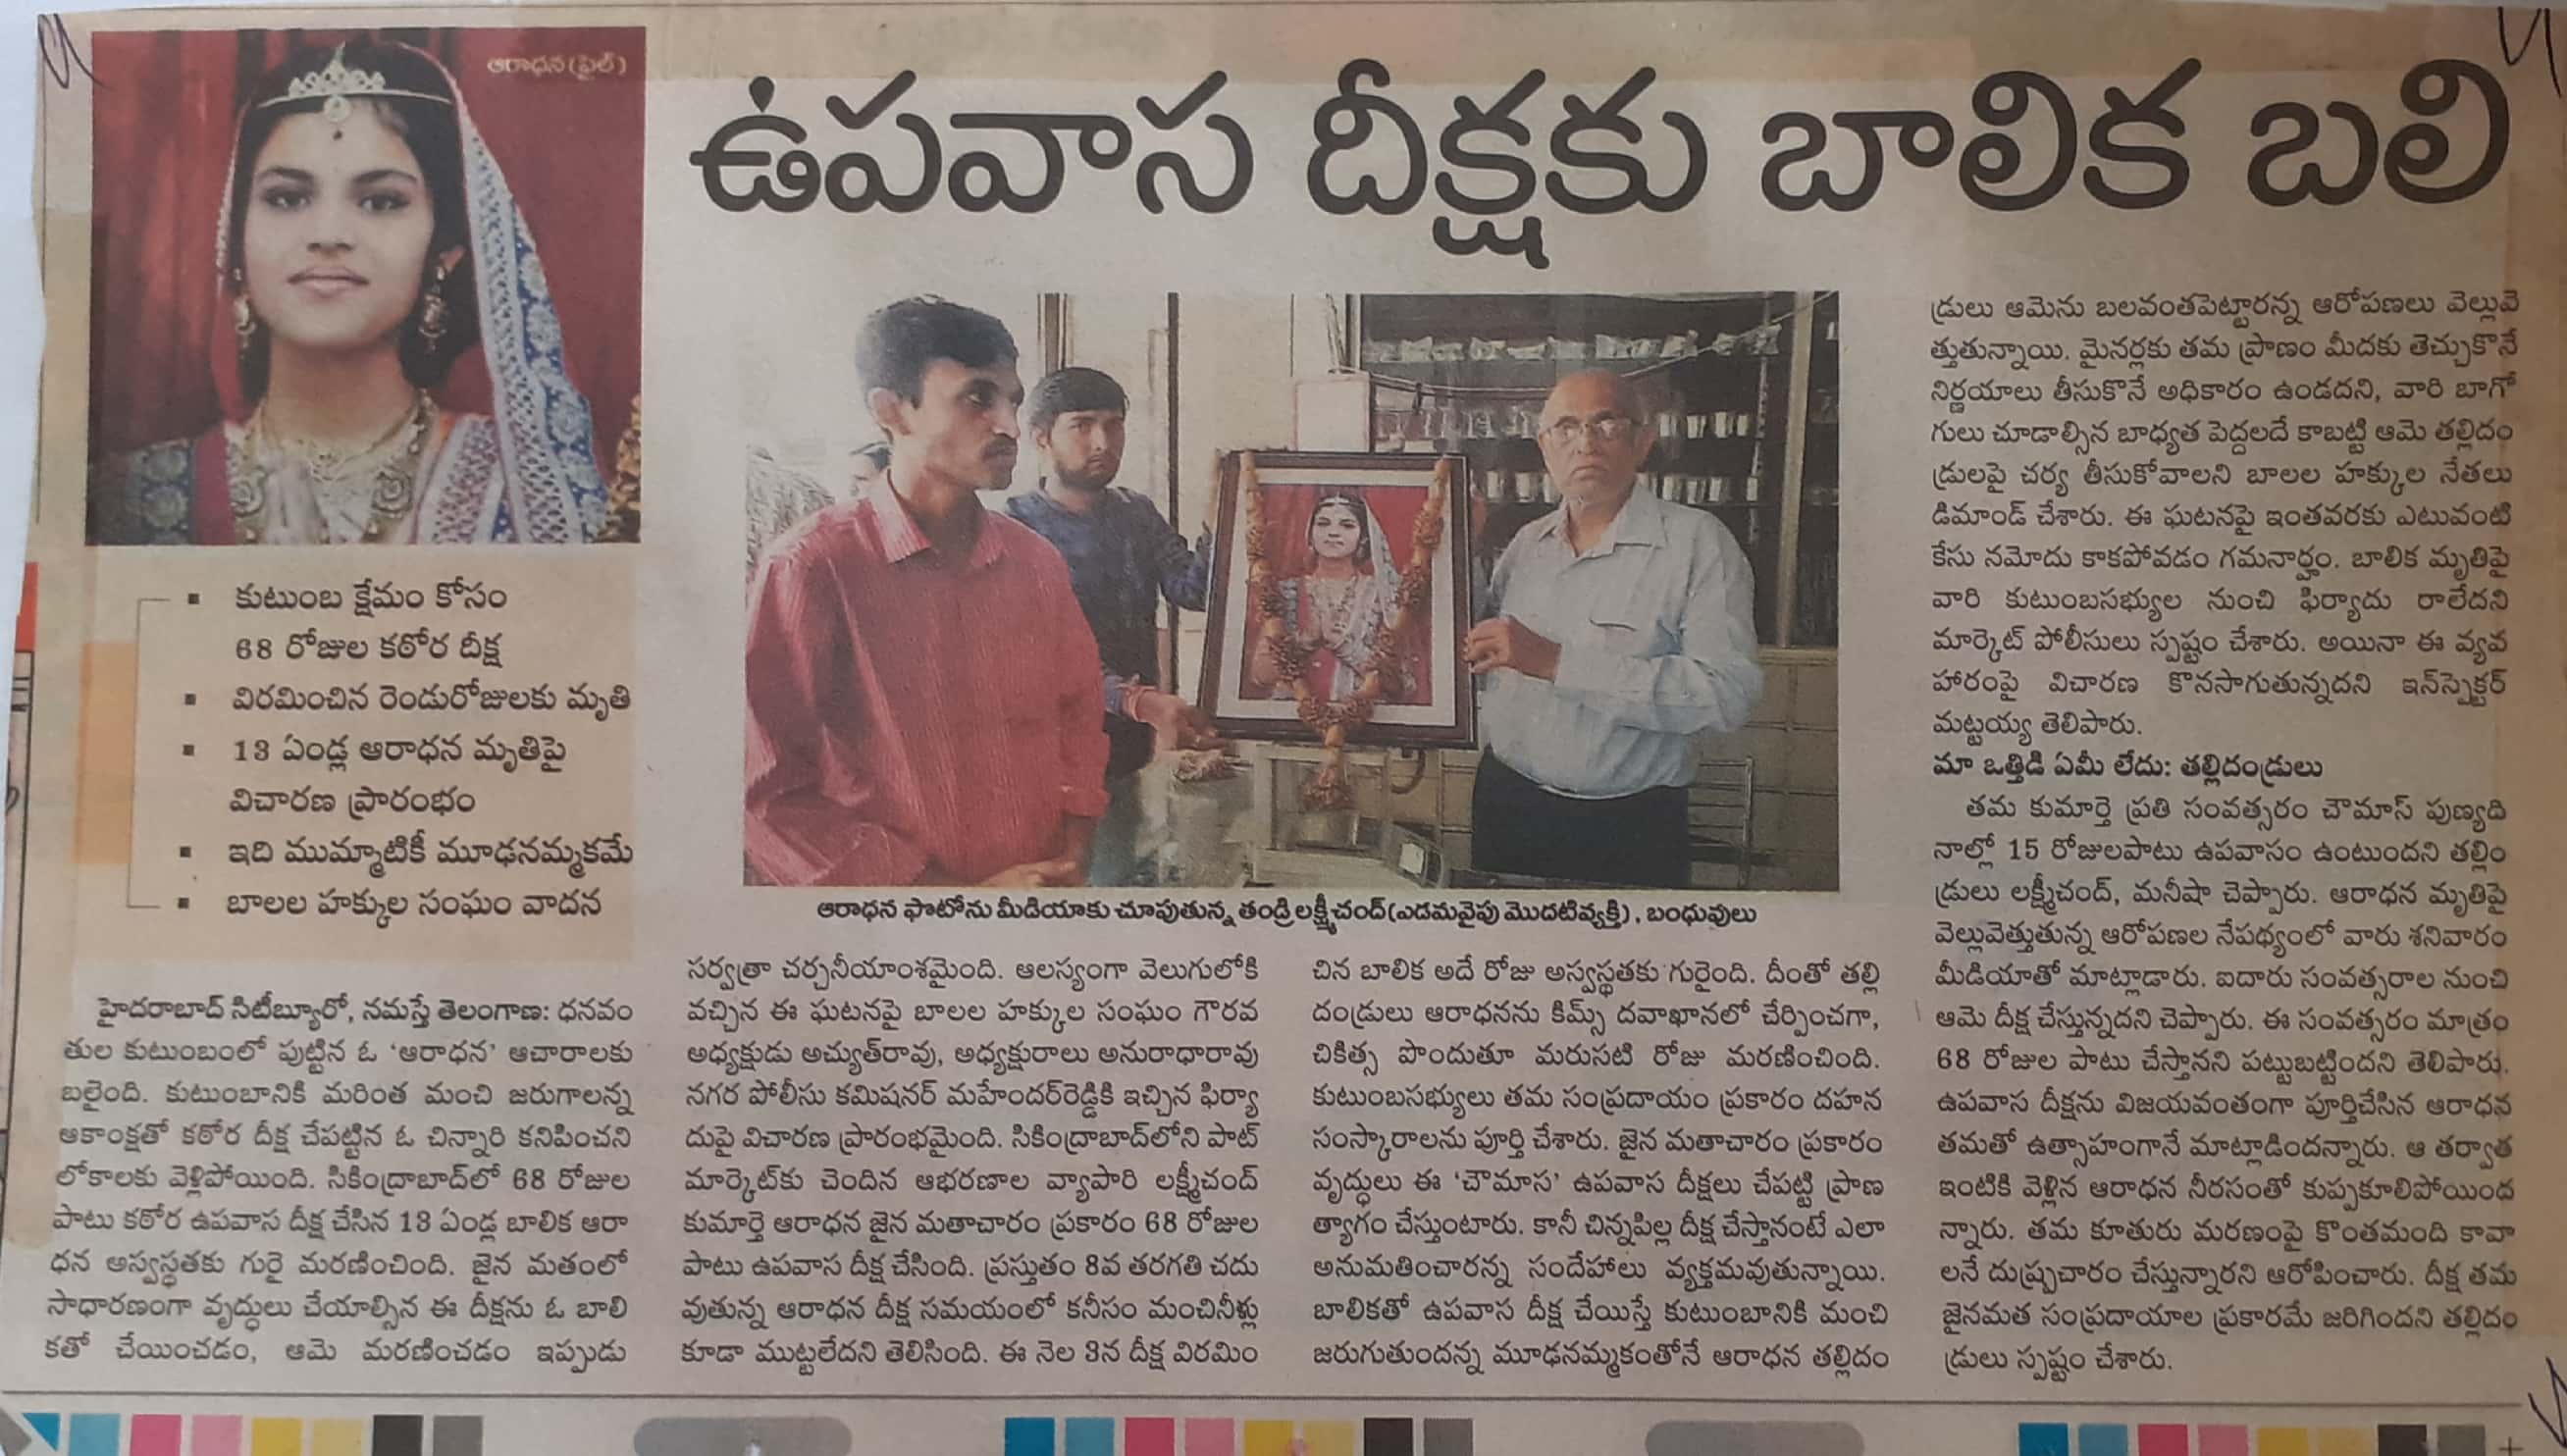 ఆరాధన(ఫైల్)
ఉపవాస దీక్షకు బాలిక బలి
▪ కుటుంబ క్షేమం కోసం
68 రోజుల కఠోర దీక్ష
▪ విరమించిన రెండురోజులకు మృతి
▪ 13 ఏండ్ల ఆరాధన మృతిపై
విచారణ ప్రారంభం
▪ ఇది ముమ్మాటికీ మూఢనమ్మకమే
▪ బాలల హక్కుల సంఘం వాదన
ఆరాధన ఫొటోను మీడియాకు చూపుతున్న తండ్రి లక్ష్మీచంద్(ఎడమవైపు మొదటివ్యక్తి), బంధువులు
హైదరాబాద్ సిటీబ్యూరో, నమస్తే తెలంగాణ: ధనవం
తుల కుటుంబంలో పుట్టిన ఓ ‘ఆరాధన’ ఆచారాలకు
బలైంది. కుటుంబానికి మరింత మంచి జరుగాలన్న
ఆకాంక్షతో కఠోర దీక్ష చేపట్టిన ఓ చిన్నారి కనిపించని
లోకాలకు వెళ్లిపోయింది. సికింద్రాబాద్‌లో 68 రోజుల
పాటు కఠోర ఉపవాస దీక్ష చేసిన 13 ఏండ్ల బాలిక ఆరా
ధన అస్వస్థతకు గురై మరణించింది. జైన మతంలో
సాధారణంగా వృద్ధులు చేయాల్సిన ఈ దీక్షను ఓ బాలి
కతో చేయించడం, ఆమె మరణించడం ఇప్పుడు
సర్వత్రా చర్చనీయాంశమైంది. ఆలస్యంగా వెలుగులోకి
వచ్చిన ఈ ఘటనపై బాలల హక్కుల సంఘం గౌరవ
అధ్యక్షుడు అచ్యుత్‌రావు, అధ్యక్షురాలు అనురాధారావు
నగర పోలీసు కమిషనర్ మహేందర్‌రెడ్డికి ఇచ్చిన ఫిర్యా
దుపై విచారణ ప్రారంభమైంది. సికింద్రాబాద్‌లోని పాట్
మార్కెట్‌కు చెందిన ఆభరణాల వ్యాపారి లక్ష్మీచంద్
కుమార్తె ఆరాధన జైన మతాచారం ప్రకారం 68 రోజుల
పాటు ఉపవాస దీక్ష చేసింది. ప్రస్తుతం 8వ తరగతి చదు
వుతున్న ఆరాధన దీక్ష సమయంలో కనీసం మంచినీళ్లు
కూడా ముట్టలేదని తెలిసింది. ఈ నెల 3న దీక్ష విరమిం
చిన బాలిక అదే రోజు అస్వస్థతకు గురైంది. దీంతో తల్లి
దండ్రులు ఆరాధనను కిమ్స్ దవాఖానలో చేర్పించగా,
చికిత్స పొందుతూ మరుసటి రోజు మరణించింది.
కుటుంబసభ్యులు తమ సంప్రదాయం ప్రకారం దహన
సంస్కారాలను పూర్తి చేశారు. జైన మతాచారం ప్రకారం
వృద్ధులు ఈ ‘చౌమాస’ ఉపవాస దీక్షలు చేపట్టి ప్రాణ
త్యాగం చేస్తుంటారు. కానీ చిన్నపిల్ల దీక్ష చేస్తానంటే ఎలా
అనుమతించారన్న సందేహాలు వ్యక్తమవుతున్నాయి.
బాలికతో ఉపవాస దీక్ష చేయిస్తే కుటుంబానికి మంచి
జరుగుతుందన్న మూఢనమ్మకంతోనే ఆరాధన తల్లిదం
డ్రులు ఆమెను బలవంతపెట్టారన్న ఆరోపణలు వెల్లువె
త్తుతున్నాయి. మైనర్లకు తమ ప్రాణం మీదకు తెచ్చుకొనే
నిర్ణయాలు తీసుకొనే అధికారం ఉండదని, వారి బాగో
గులు చూడాల్సిన బాధ్యత పెద్దలదే కాబట్టి ఆమె తల్లిదం
డ్రులపై చర్య తీసుకోవాలని బాలల హక్కుల నేతలు
డిమాండ్ చేశారు. ఈ ఘటనపై ఇంతవరకు ఎటువంటి
కేసు నమోదు కాకపోవడం గమనార్హం. బాలిక మృతిపై
వారి కుటుంబసభ్యుల నుంచి ఫిర్యాదు రాలేదని
మార్కెట్ పోలీసులు స్పష్టం చేశారు. అయినా ఈ వ్యవ
హారంపై విచారణ కొనసాగుతున్నదని ఇన్‌స్పెక్టర్
మట్టయ్య తెలిపారు.
మా ఒత్తిడి ఏమీ లేదు: తల్లిదండ్రులు
తమ కుమార్తె ప్రతి సంవత్సరం చౌమాస్ పుణ్యది
నాల్లో 15 రోజులపాటు ఉపవాసం ఉంటుందని తల్లిం
డ్రులు లక్ష్మీచంద్, మనీషా చెప్పారు. ఆరాధన మృతిపై
వెల్లువెత్తుతున్న ఆరోపణల నేపథ్యంలో వారు శనివారం
మీడియాతో మాట్లాడారు. ఐదారు సంవత్సరాల నుంచి
ఆమె దీక్ష చేస్తున్నదని చెప్పారు. ఈ సంవత్సరం మాత్రం
68 రోజుల పాటు చేస్తానని పట్టుబట్టిందని తెలిపారు.
ఉపవాస దీక్షను విజయవంతంగా పూర్తిచేసిన ఆరాధన
తమతో ఉత్సాహంగానే మాట్లాడిందన్నారు. ఆ తర్వాత
ఇంటికి వెళ్లిన ఆరాధన నీరసంతో కుప్పకూలిపోయింద
న్నారు. తమ కూతురు మరణంపై కొంతమంది కావా
లనే దుష్ప్రచారం చేస్తున్నారని ఆరోపించారు. దీక్ష తమ
జైనమత సంప్రదాయాల ప్రకారమే జరిగిందని తల్లిదం
డ్రులు స్పష్టం చేశారు.